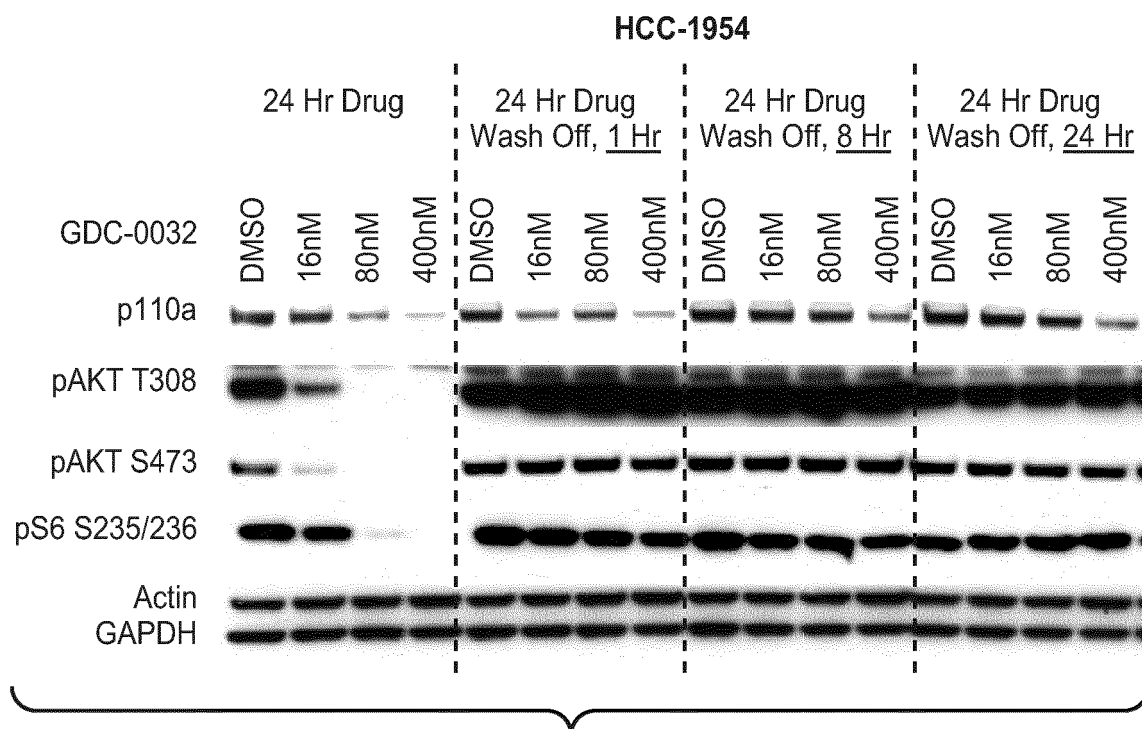 HCC-1954
24 Hr Drug
24 Hr Drug
Wash Off, 1 Hr
24 Hr Drug
Wash Off, 8 Hr
24 Hr Drug
Wash Off, 24 Hr
GDC-0032
DMSO 16nM 80nM 400nM DMSO 16nM 80nM 400nM DMSO 16nM 80nM 400nM DMSO 16nM 80nM 400nM
p110a
pAKT T308
pAKT S473
pS6 S235/236
Actin
GAPDH